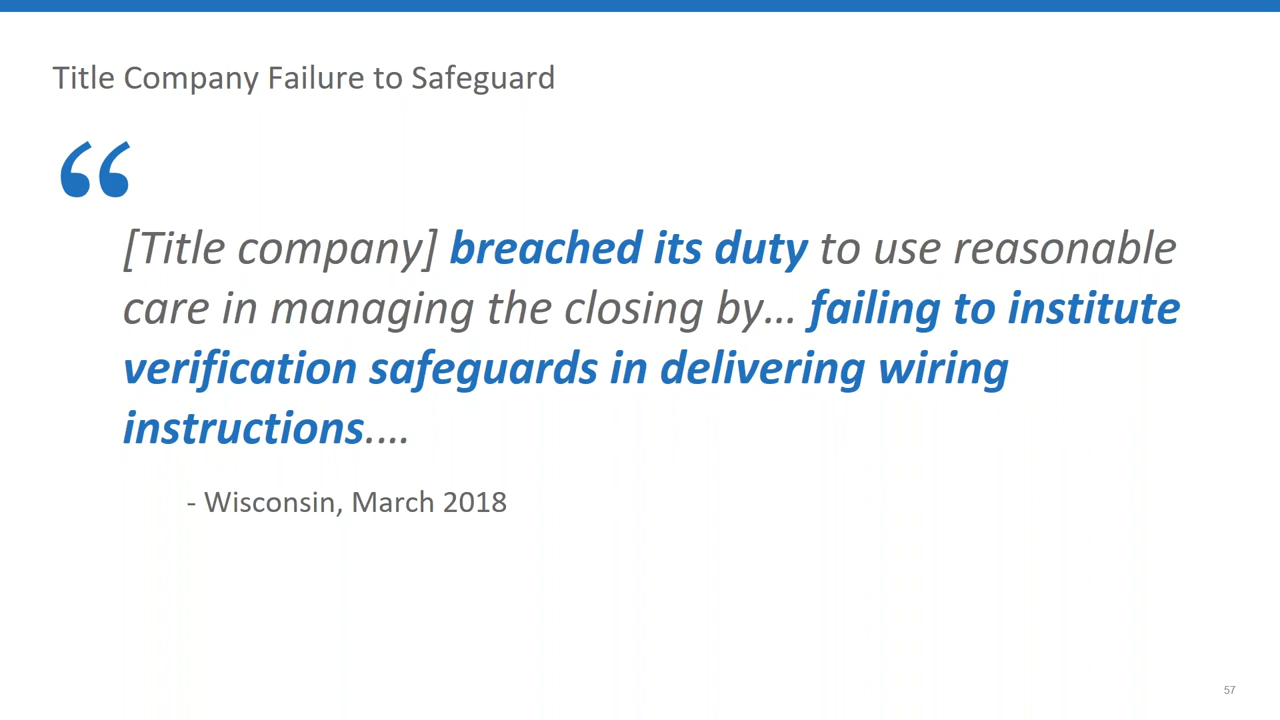 Title Company Failure to Safeguard
“
[Title company] breached its duty to use reasonable
care in managing the closing by… failing to institute
verification safeguards in delivering wiring
instructions.…
- Wisconsin, March 2018
57